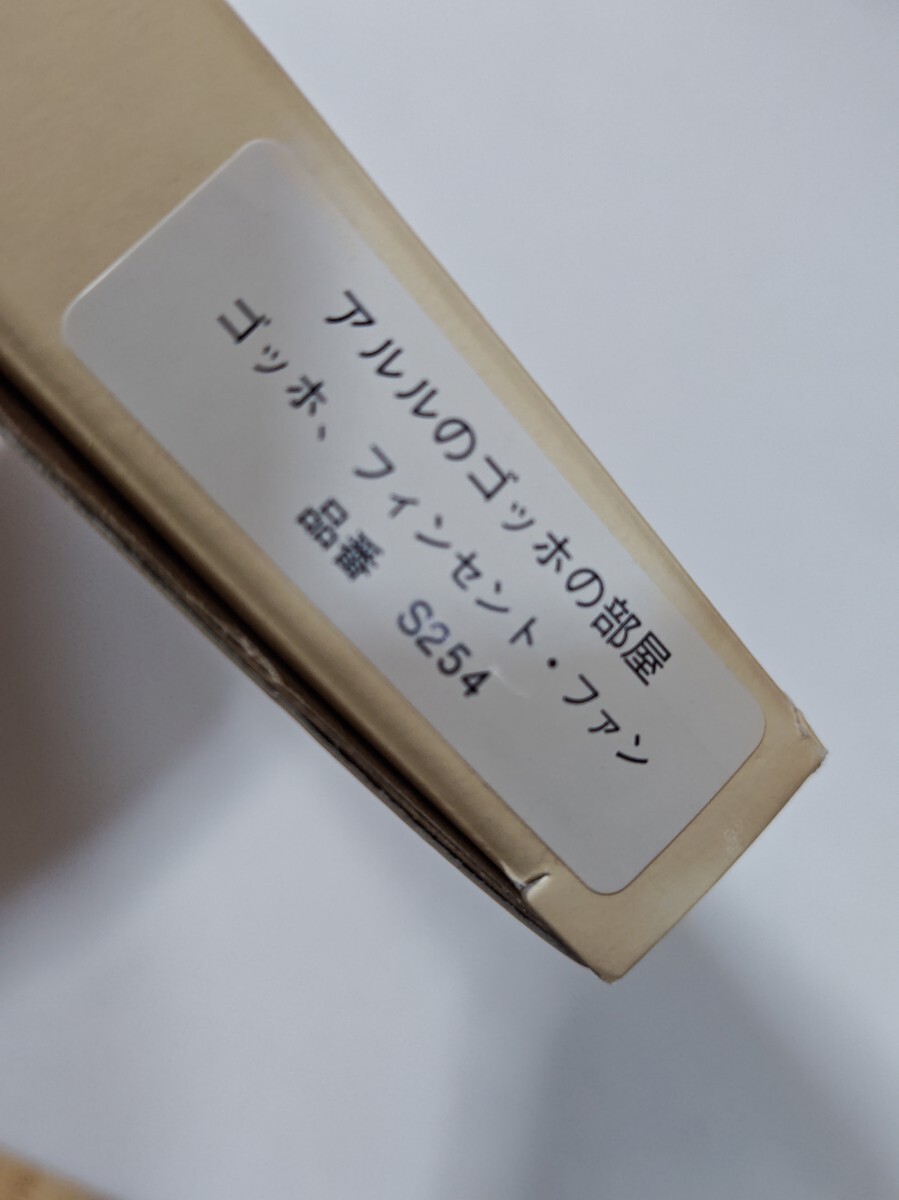 アルルのゴッホの部屋
ゴッホ、フィンセント・ファン
品番 S254